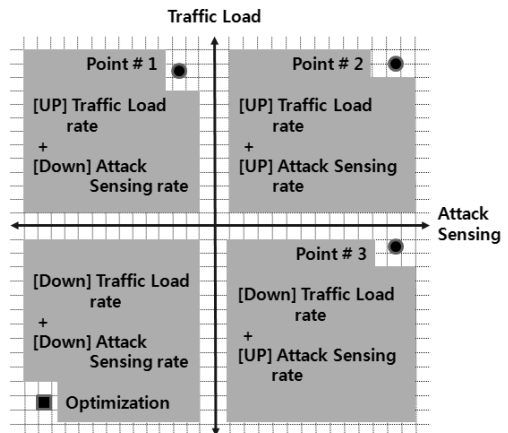 Traffic Load
Point # 1
[UP] Traffic Load
rate
+
[Down] Attack
Sensing rate
Point # 2
[UP] Traffic Load
rate
+
[UP] Attack Sensing
rate
Attack
Sensing
[Down] Traffic Load
rate
+
[Down] Attack
Sensing rate
Optimization
Point # 3
[Down] Traffic Load
rate
+
[UP] Attack Sensing
rate